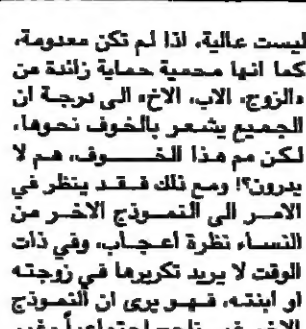 ليست عالية، لذا لم تكن معدومة،
كما انها محمية حماية زائدة من
«الزوج، الاب، الاخ» الى درجة ان
الجميع يشعر بالخوف نحوها،
لكن مم هذا الخوف، هم لا
يدرون؟! ومع ذلك فقد ينظر في
الامر الى النموذج الاخر من
النساء نظرة اعجاب، وفي ذات
الوقت لا يريد تكريرها في زوجته
او ابنته، فهو يرى ان النموذج